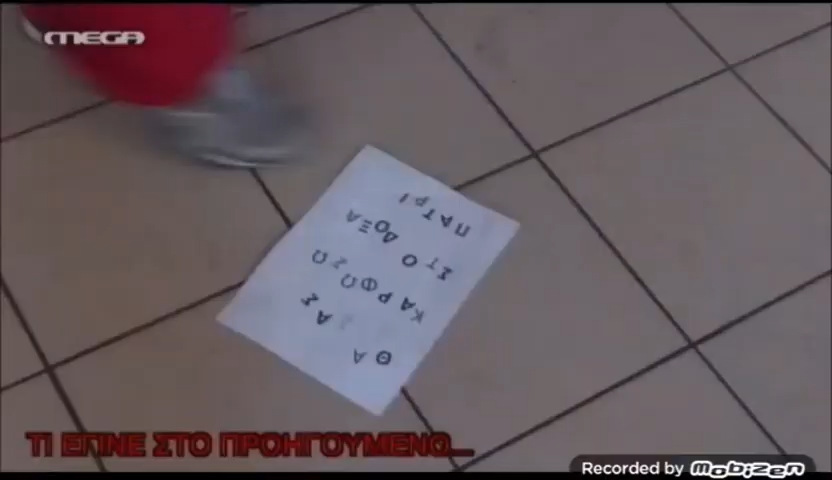 MEGA
ΘΑ
ΣΑΣ
ΚΑΡΦΩΣΩ
ΣΤΟ ΔΟΞΑ
ΠΑΤΡΙ
ΤΙ ΕΓΙΝΕ ΣΤΟ ΠΡΟΗΓΟΥΜΕΝΟ...
Recorded by Mobizen